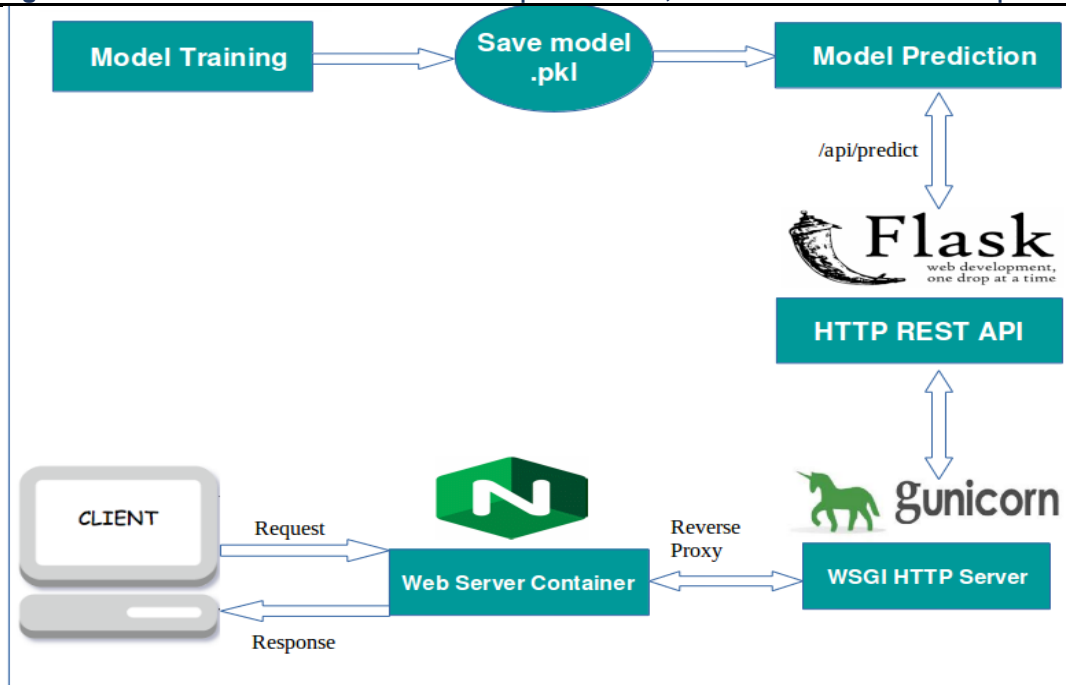 Model Training
Save model
.pkl
Model Prediction
/api/predict
Flask
web development,
one drop at a time
HTTP REST API
CLIENT
Request
N
Web Server Container
Reverse
Proxy
gunicorn
WSGI HTTP Server
Response